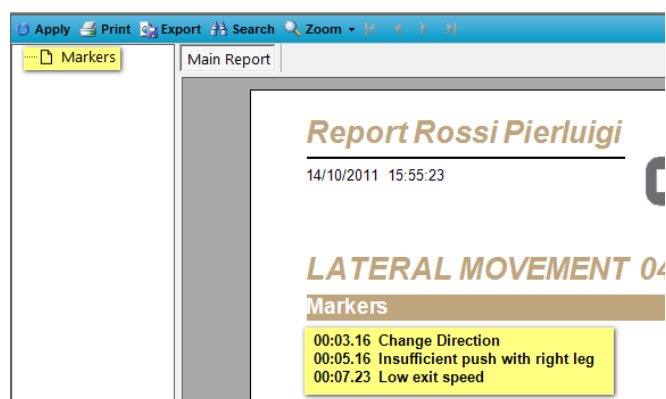 Apply Print Export Search Zoom
Markers
Main Report
Report Rossi Pierluigi
14/10/2011 15:55:23
LATERAL MOVEMENT 04
Markers
00:03.16 Change Direction
00:05.16 Insufficient push with right leg
00:07.23 Low exit speed